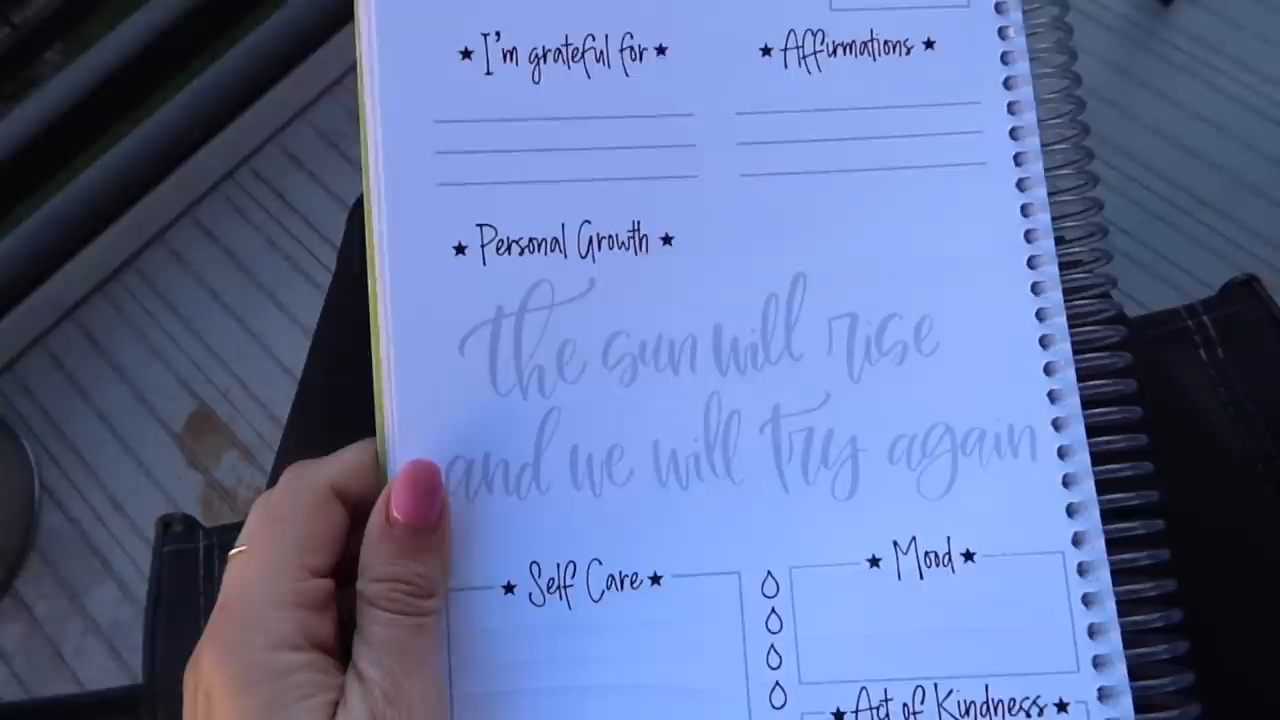 ★ I'm grateful for ★
★ Affirmations ★
★ Personal Growth ★
the sun will rise
and we will try again
★ Self Care ★
★ Mood ★
★ Act of Kindness ★